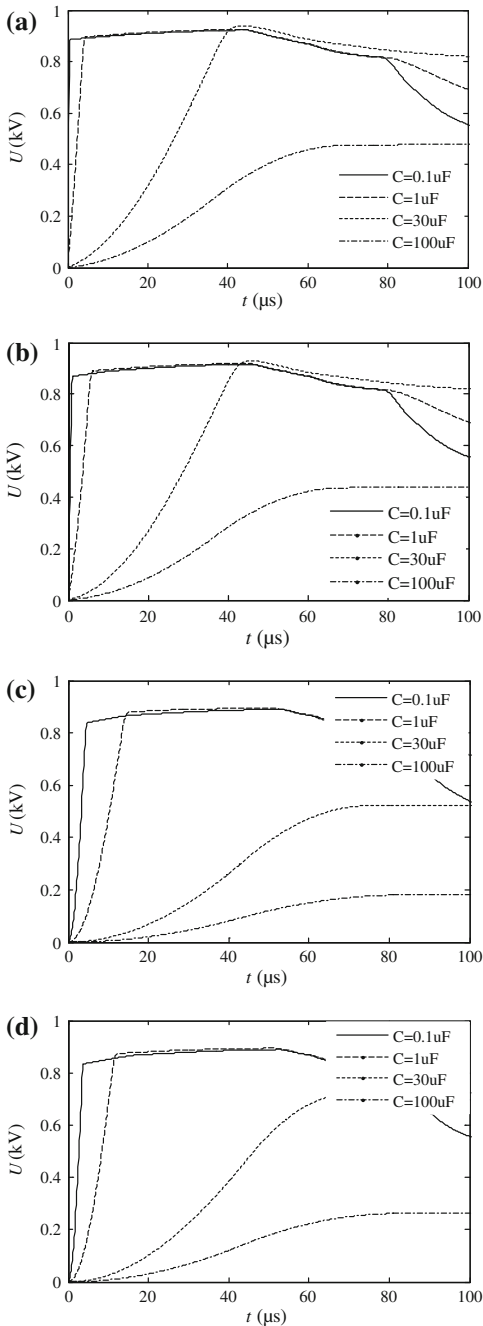 (a)
1
0.8
0.6
0.4
0.2
0
U (kV)
C=0.1uF
C=1uF
C=30uF
C=100uF
0 20 40 60 80 100
t (µs)
(b)
1
0.8
0.6
0.4
0.2
0
U (kV)
C=0.1uF
C=1uF
C=30uF
C=100uF
0 20 40 60 80 100
t (µs)
(c)
1
0.8
0.6
0.4
0.2
0
U (kV)
C=0.1uF
C=1uF
C=30uF
C=100uF
0 20 40 60 80 100
t (µs)
(d)
1
0.8
0.6
0.4
0.2
0
U (kV)
C=0.1uF
C=1uF
C=30uF
C=100uF
0 20 40 60 80 100
t (µs)